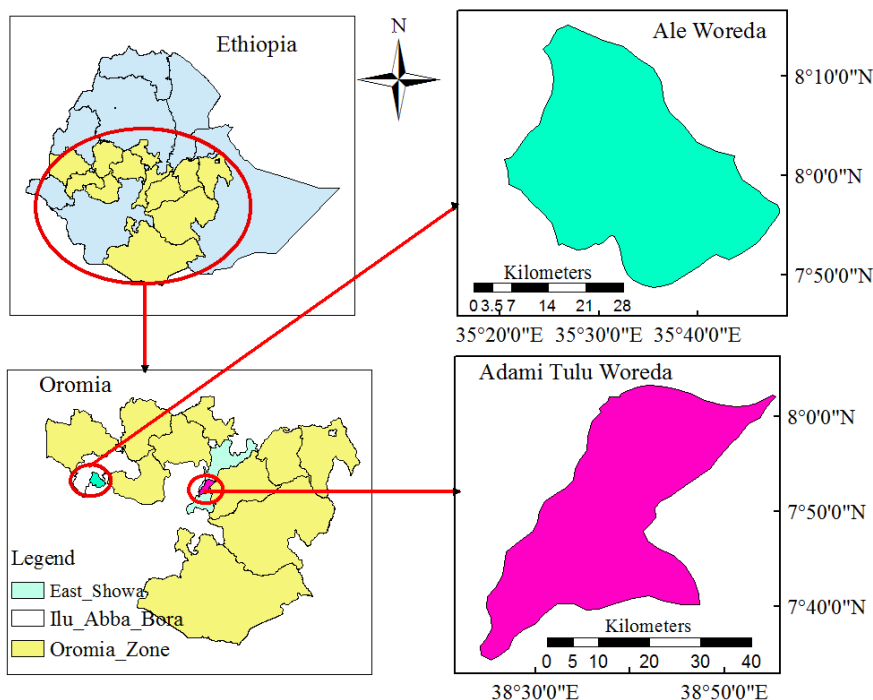 Ethiopia
N
Ale Woreda
8°10'0"N
8°0'0"N
7°50'0"N
Kilometers
0 3.5 7 14 21 28
35°20'0"E 35°30'0"E 35°40'0"E
Oromia
Legend
East_Showa
Ilu_Abba_Bora
Oromia_Zone
Adami Tulu Woreda
8°0'0"N
7°50'0"N
7°40'0"N
Kilometers
0 5 10 20 30 40
38°30'0"E 38°50'0"E